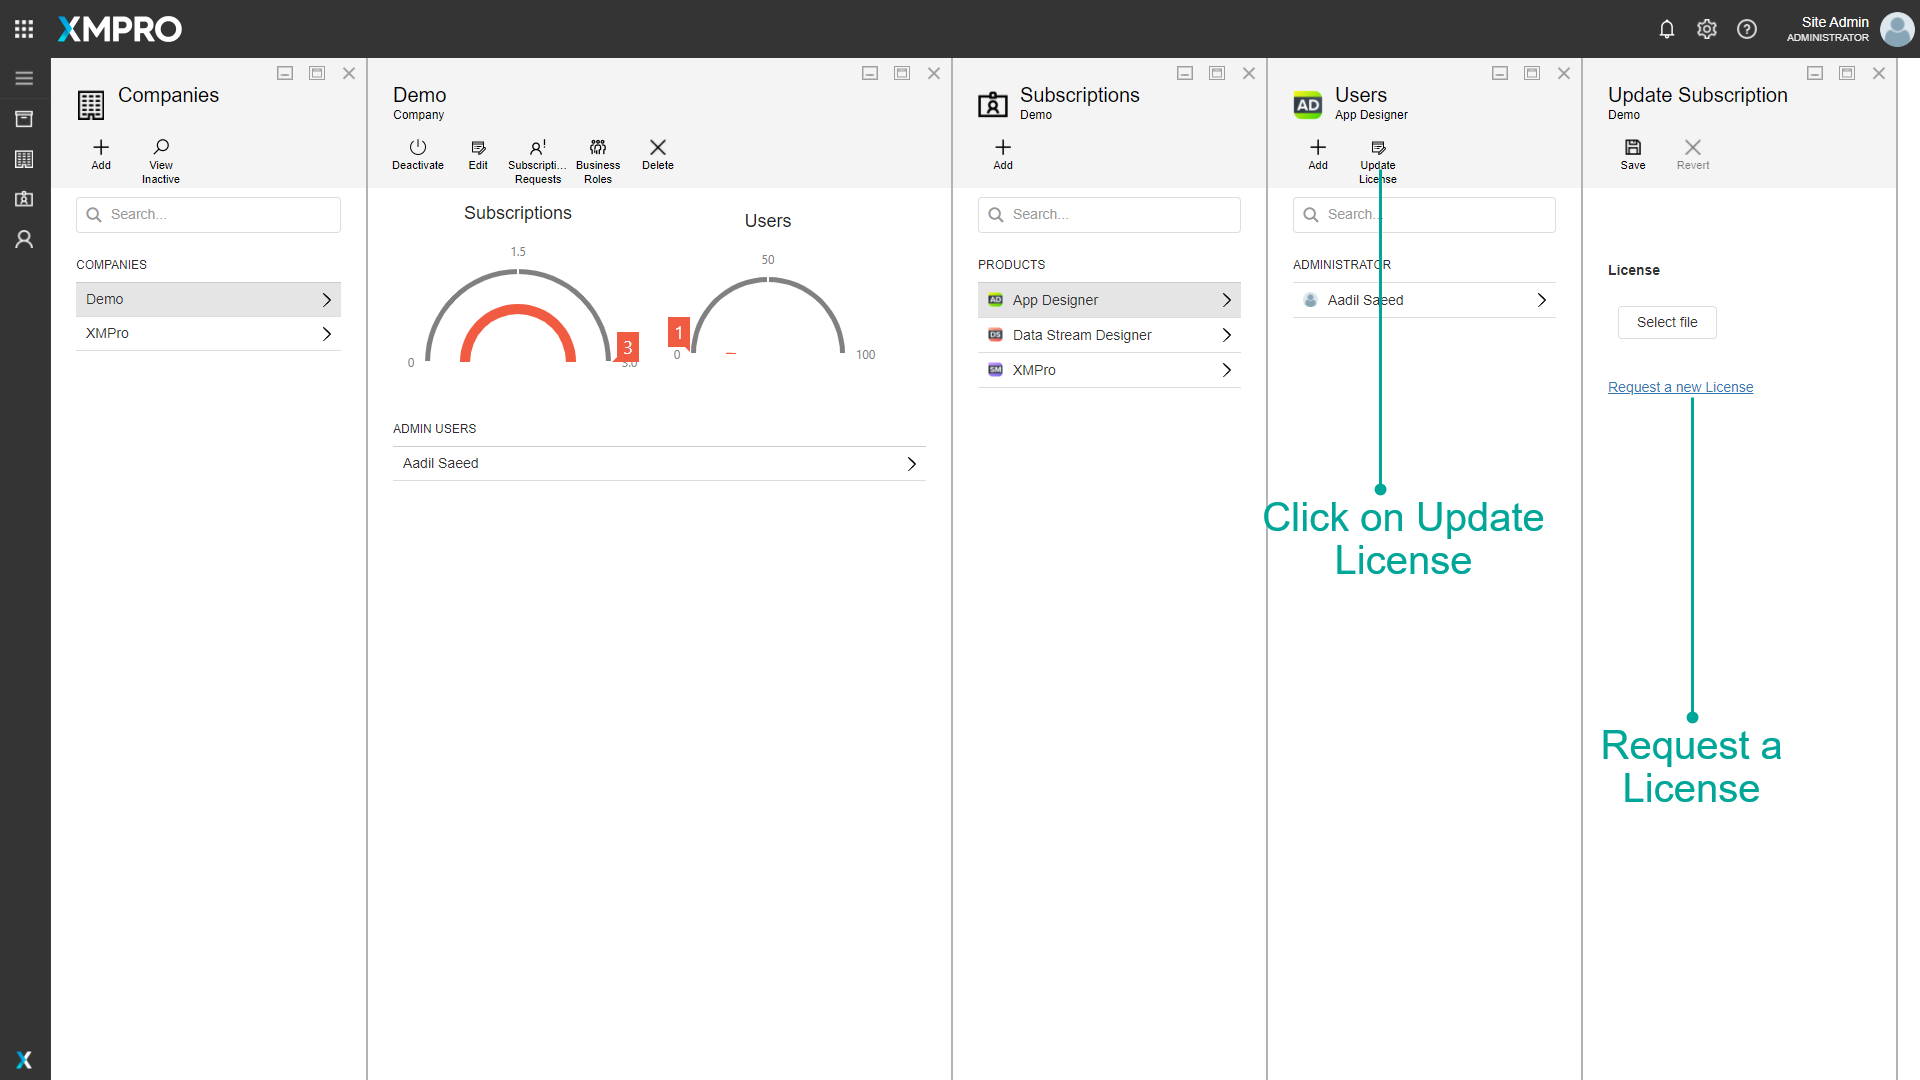 XMPRO
Site Admin
ADMINISTRATOR
Companies
Add
View
Inactive
Search...
COMPANIES
Demo
XMPro
Demo
Company
Deactivate
Edit
Subscripti...
Requests
Business
Roles
Delete
Subscriptions
1.5
0
3
3.0
Users
50
1
0
100
ADMIN USERS
Aadil Saeed
Subscriptions
Demo
Add
Search...
PRODUCTS
AD App Designer
DS Data Stream Designer
SM XMPro
AD
Users
App Designer
Add
Update
License
Search...
ADMINISTRATOR
Aadil Saeed
Click on Update
License
Update Subscription
Demo
Save
Revert
License
Select file
Request a new License
Request a
License
X